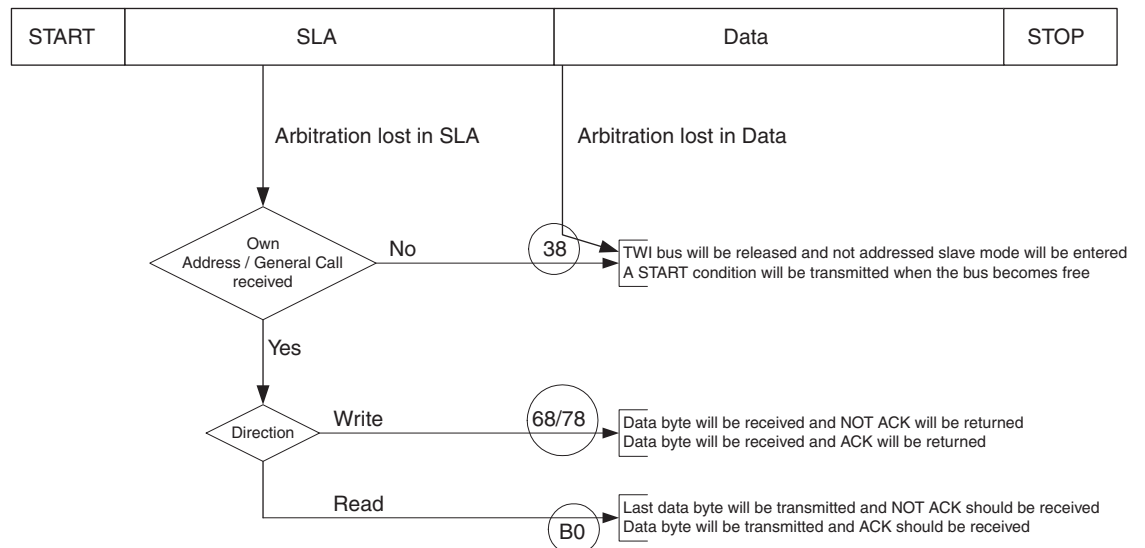 START SLA Data STOP
Arbitration lost in SLA Arbitration lost in Data
Own
Address / General Call
received
No
38
TWI bus will be released and not addressed slave mode will be entered
A START condition will be transmitted when the bus becomes free
Yes
Direction
Write
68/78
Data byte will be received and NOT ACK will be returned
Data byte will be received and ACK will be returned
Read
B0
Last data byte will be transmitted and NOT ACK should be received
Data byte will be transmitted and ACK should be received